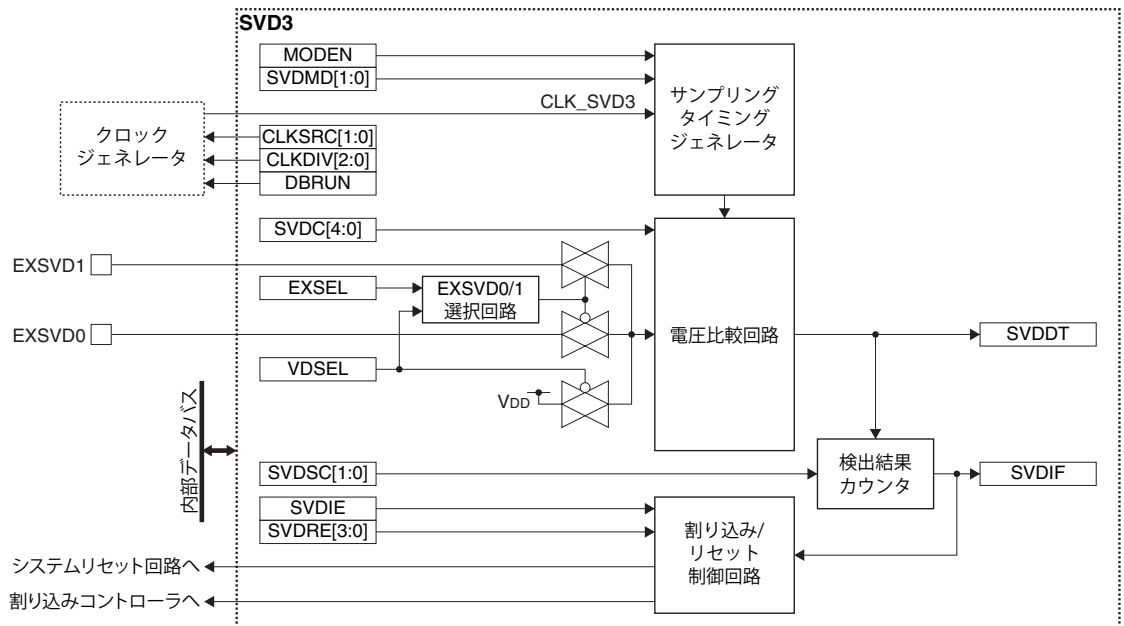 SVD3
MODEN
SVDMD[1:0]
CLK_SVD3
サンプリング
タイミング
ジェネレータ
クロック
ジェネレータ
CLKSRC[1:0]
CLKDIV[2:0]
DBRUN
SVDC[4:0]
EXSVD1
EXSEL
EXSVD0/1
選択回路
EXSVD0
電圧比較回路
SVDDT
VDSEL
VDD
内部データバス
SVDSC[1:0]
検出結果
カウンタ
SVDIF
SVDIE
SVDRE[3:0]
割り込み/
リセット
制御回路
システムリセット回路へ
割り込みコントローラへ